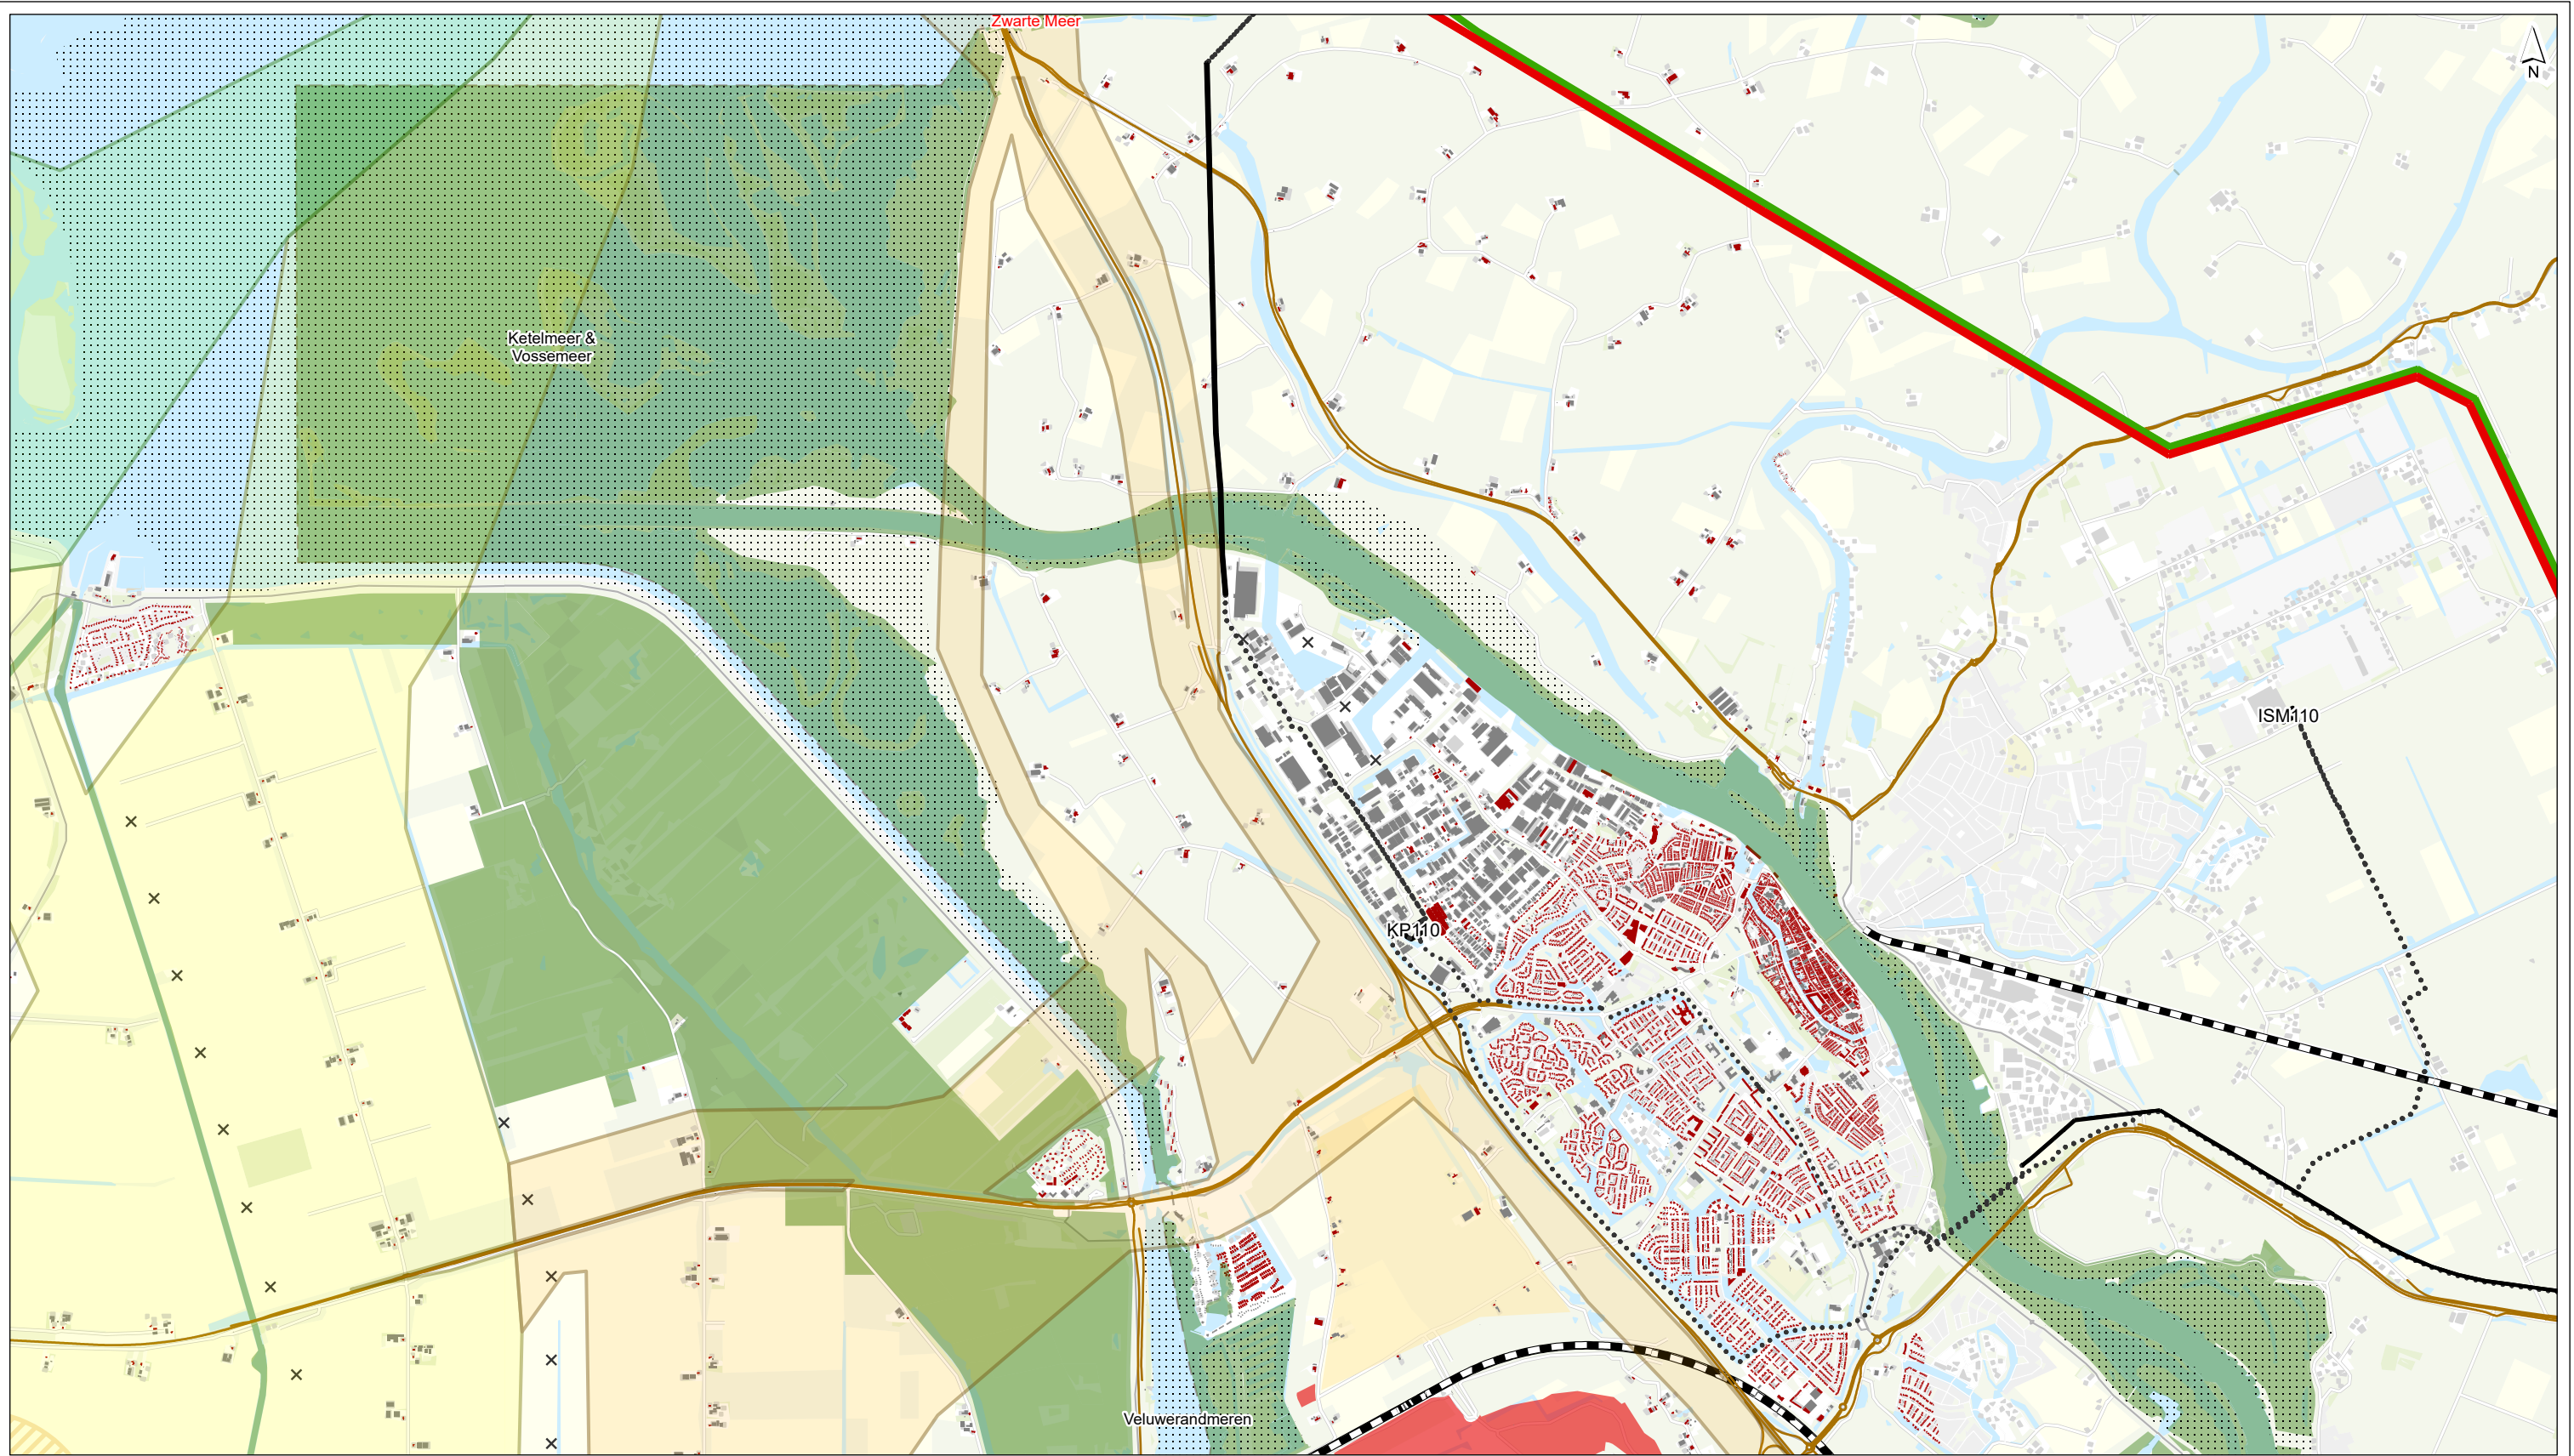 Zwarte Meer
N
Ketelmeer &
Vossemeer
ISM110
KP110
Veluwerandmeren